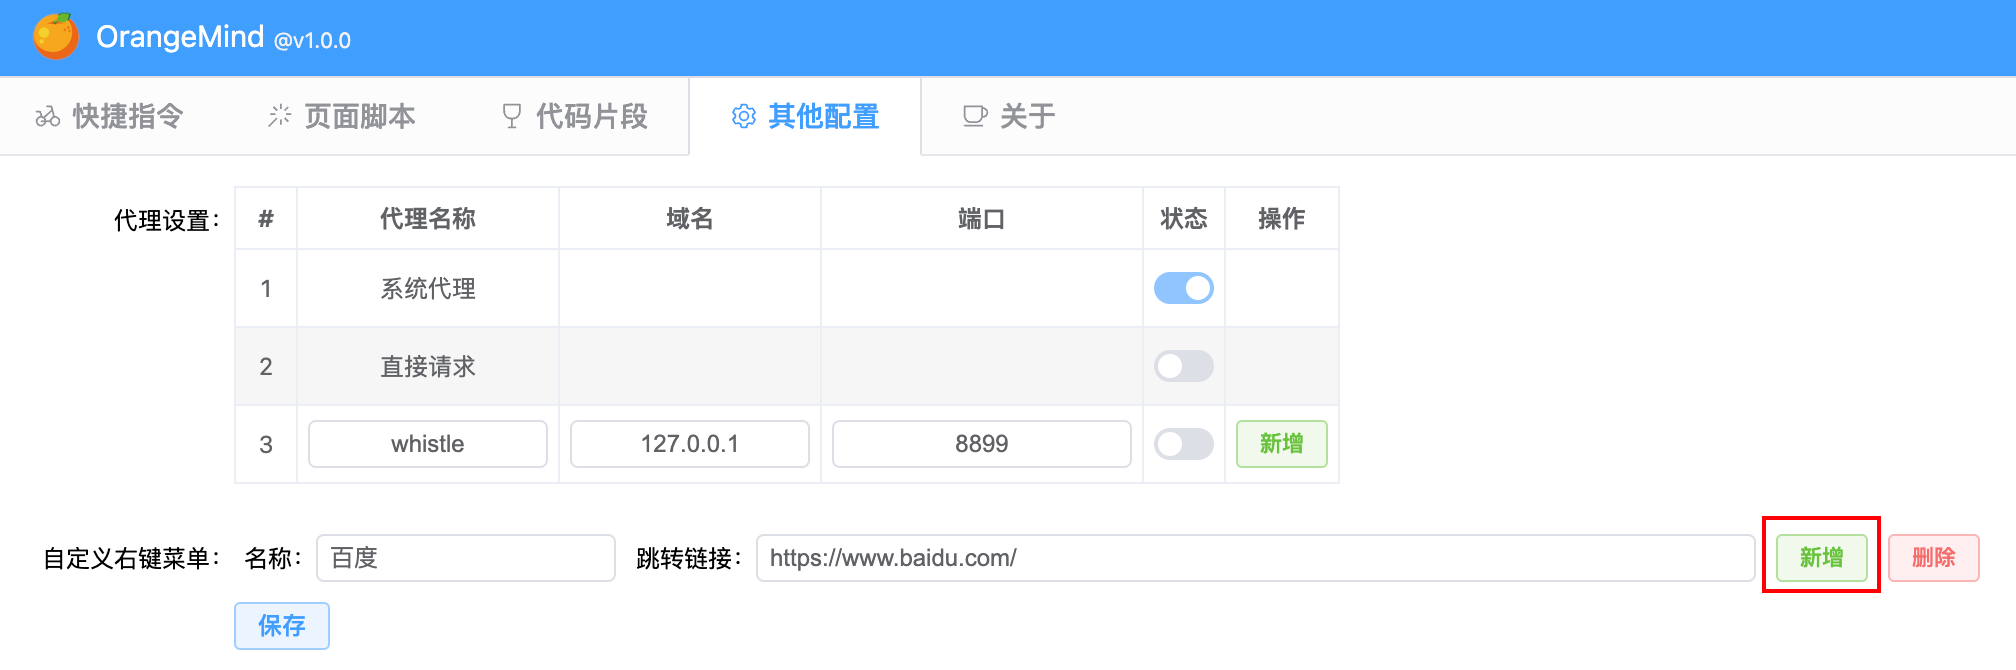 OrangeMind @v1.0.0
快捷指令 页面脚本 代码片段 其他配置 关于
代理设置： # 代理名称 域名 端口 状态 操作
1 系统代理
2 直接请求
3 whistle 127.0.0.1 8899 新增
自定义右键菜单： 名称： 百度 跳转链接： https://www.baidu.com/ 新增 删除
保存